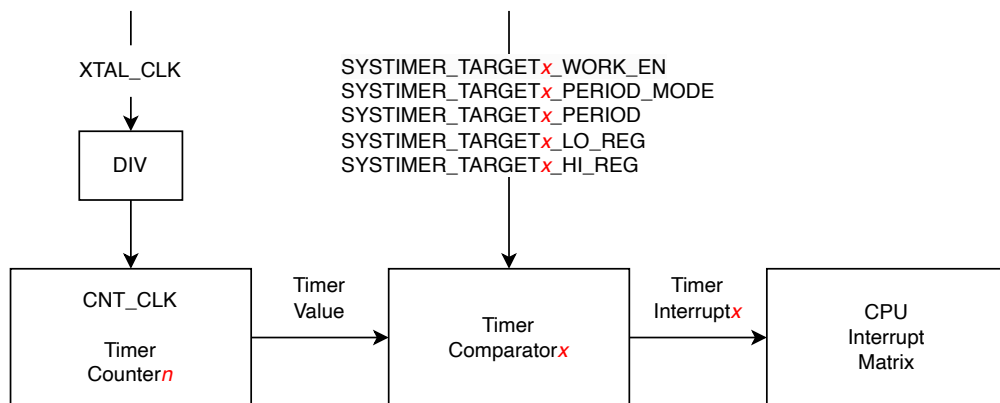 XTAL_CLK
SYSTIMER_TARGETx_WORK_EN
SYSTIMER_TARGETx_PERIOD_MODE
SYSTIMER_TARGETx_PERIOD
SYSTIMER_TARGETx_LO_REG
SYSTIMER_TARGETx_HI_REG
DIV
CNT_CLK
Timer
Countern
Timer
Value
Timer
Comparatorx
Timer
Interruptx
CPU
Interrupt
Matrix